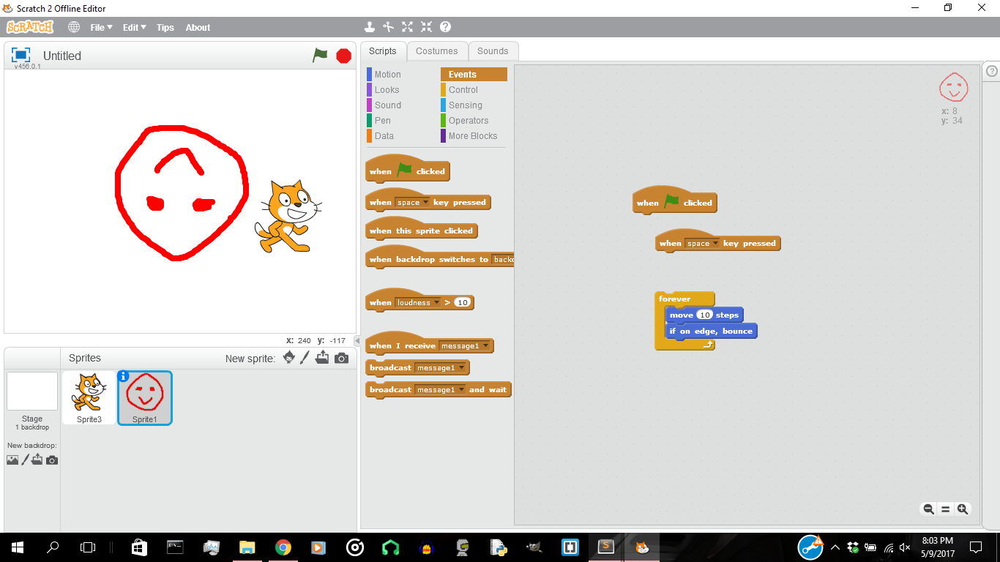 Scratch 2 Offline Editor
SCRATCH File Edit Tips About
Untitled
v456.0.1
Scripts Costumes Sounds
Motion Events
Looks Control
Sound Sensing
Pen Operators
Data More Blocks
when clicked
when space key pressed
when this sprite clicked
when backdrop switches to backd
when loudness > 10
when I receive message1
broadcast message1
broadcast message1 and wait
x: 8
y: 34
when clicked
when space key pressed
forever
move 10 steps
if on edge, bounce
x: 240 y: -117
Sprites New sprite:
Stage
1 backdrop
New backdrop:
Sprite3 Sprite1
8:03 PM
5/9/2017